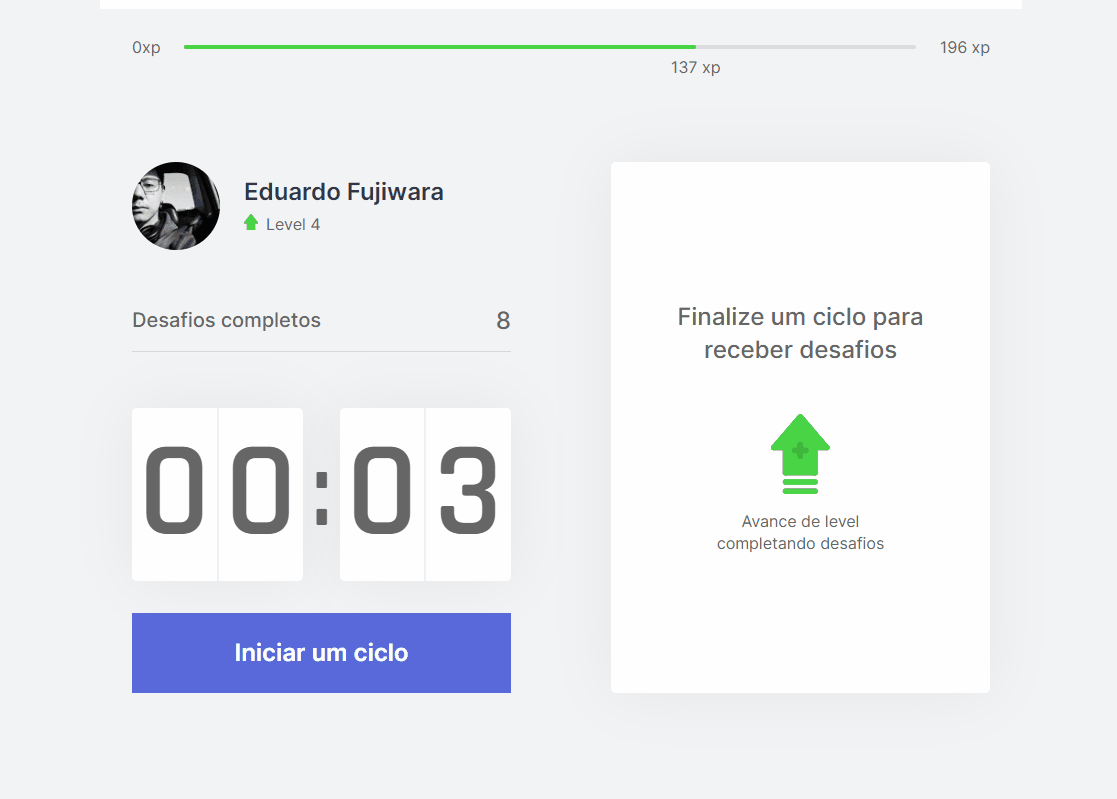 0xp
196 xp
137 xp
Eduardo Fujiwara
Level 4
Desafios completos
8
00:03
Iniciar um ciclo
Finalize um ciclo para
receber desafios
Avance de level
completando desafios